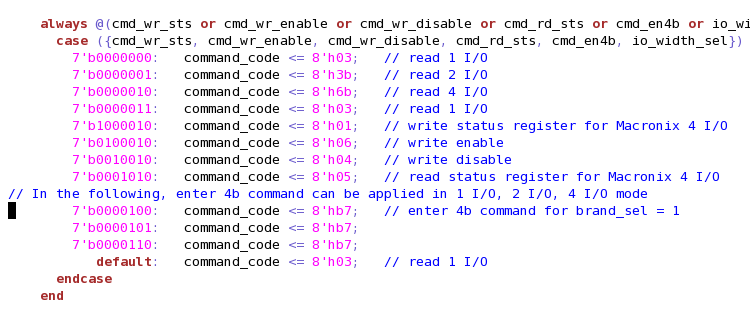 always @(cmd_wr_sts or cmd_wr_enable or cmd_wr_disable or cmd_rd_sts or cmd_en4b or io_wi
case ({cmd_wr_sts, cmd_wr_enable, cmd_wr_disable, cmd_rd_sts, cmd_en4b, io_width_sel})
7'b0000000: command_code <= 8'h03; // read 1 I/O
7'b0000001: command_code <= 8'h3b; // read 2 I/O
7'b0000010: command_code <= 8'h6b; // read 4 I/O
7'b0000011: command_code <= 8'h03; // read 1 I/O
7'b1000010: command_code <= 8'h01; // write status register for Macronix 4 I/O
7'b0100010: command_code <= 8'h06; // write enable
7'b0010010: command_code <= 8'h04; // write disable
7'b0001010: command_code <= 8'h05; // read status register for Macronix 4 I/O
// In the following, enter 4b command can be applied in 1 I/O, 2 I/O, 4 I/O mode
7'b0000100: command_code <= 8'hb7; // enter 4b command for brand_sel = 1
7'b0000101: command_code <= 8'hb7;
7'b0000110: command_code <= 8'hb7;
default: command_code <= 8'h03; // read 1 I/O
endcase
end